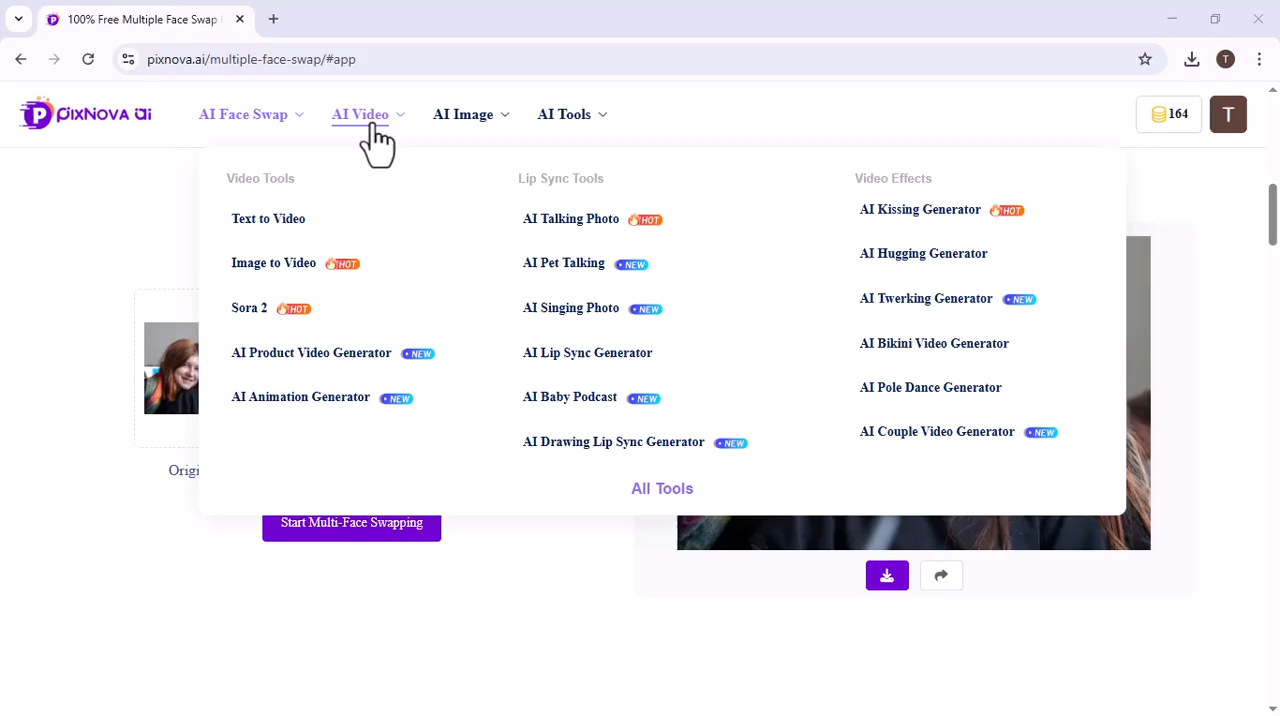 100% Free Multiple Face Swap
pixnova.ai/multiple-face-swap/#app
T
PixNova ai
AI Face Swap
AI Video
AI Image
AI Tools
164
T
Video Tools
Text to Video
Image to Video HOT
Sora 2 HOT
AI Product Video Generator NEW
AI Animation Generator NEW
Lip Sync Tools
AI Talking Photo HOT
AI Pet Talking NEW
AI Singing Photo NEW
AI Lip Sync Generator
AI Baby Podcast NEW
AI Drawing Lip Sync Generator NEW
Video Effects
AI Kissing Generator HOT
AI Hugging Generator
AI Twerking Generator NEW
AI Bikini Video Generator
AI Pole Dance Generator
AI Couple Video Generator NEW
All Tools
Origi
Start Multi-Face Swapping